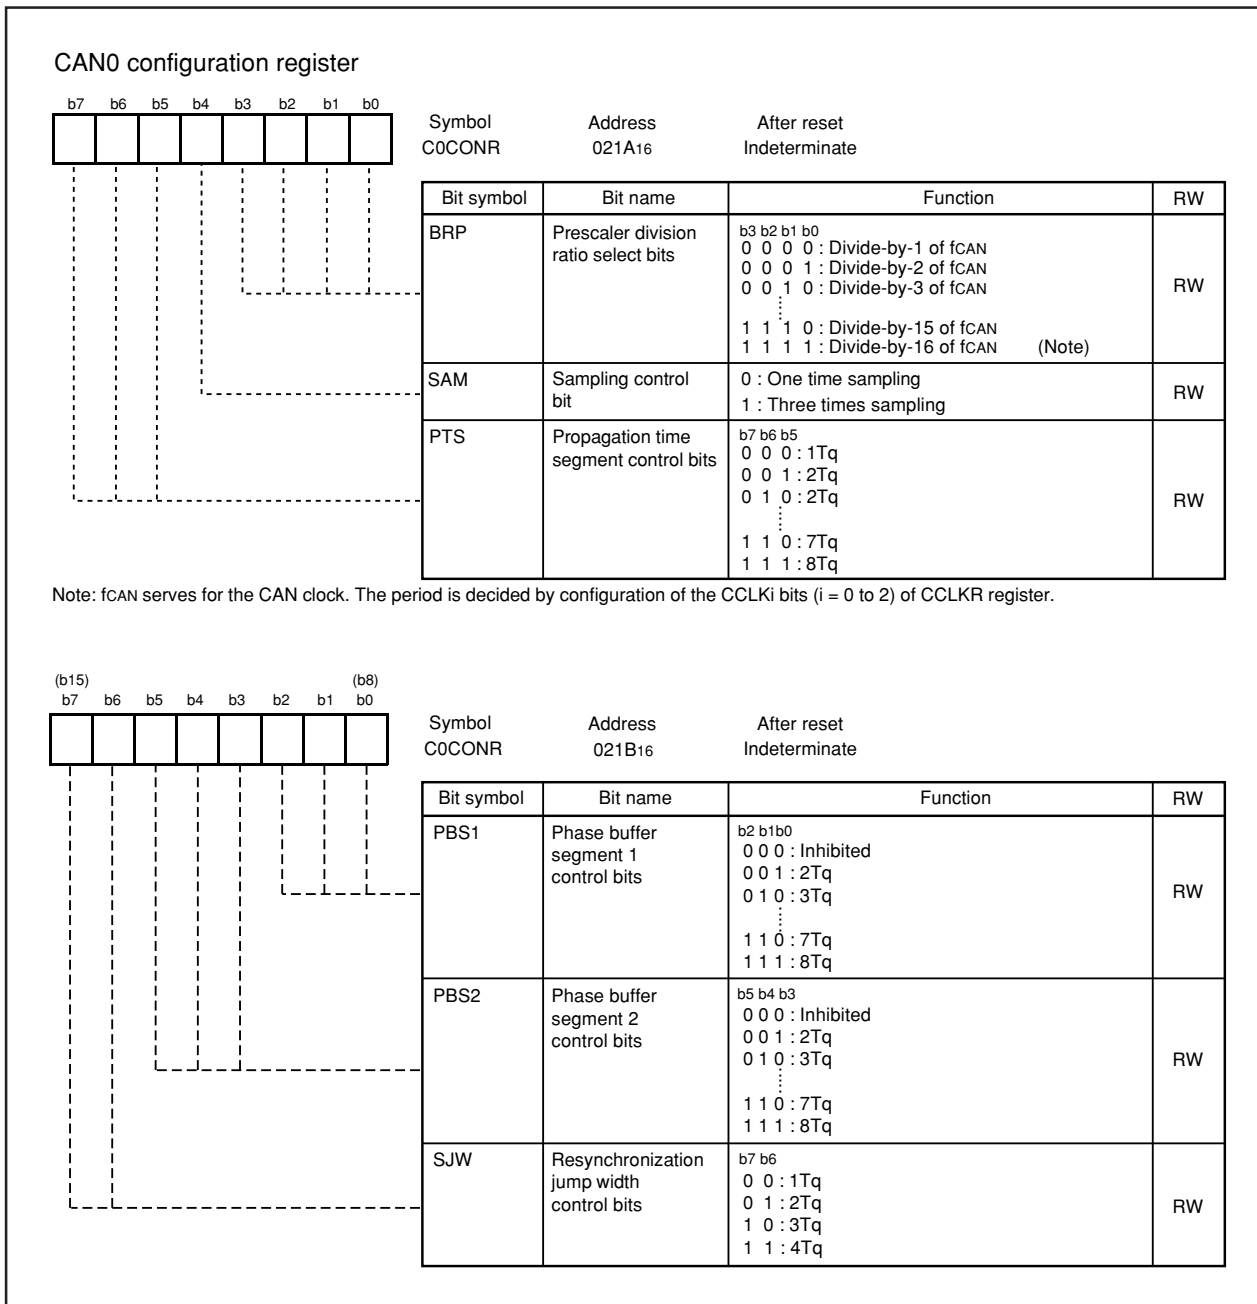 CAN0 configuration register
b7 b6 b5 b4 b3 b2 b1 b0
Symbol Address After reset
C0CONR 021A16 Indeterminate
Bit symbol Bit name Function RW
BRP Prescaler division ratio select bits
b3 b2 b1 b0
0 0 0 0 : Divide-by-1 of fCAN
0 0 0 1 : Divide-by-2 of fCAN
0 0 1 0 : Divide-by-3 of fCAN
1 1 1 0 : Divide-by-15 of fCAN
1 1 1 1 : Divide-by-16 of fCAN (Note)
RW
SAM Sampling control bit
0 : One time sampling
1 : Three times sampling
RW
PTS Propagation time segment control bits
b7 b6 b5
0 0 0 : 1Tq
0 0 1 : 2Tq
0 1 0 : 2Tq
1 1 0 : 7Tq
1 1 1 : 8Tq
RW
Note: fCAN serves for the CAN clock. The period is decided by configuration of the CCLKi bits (i = 0 to 2) of CCLKR register.
(b15) (b8)
b7 b6 b5 b4 b3 b2 b1 b0
Symbol Address After reset
C0CONR 021B16 Indeterminate
Bit symbol Bit name Function RW
PBS1 Phase buffer segment 1 control bits
b2 b1b0
0 0 0 : Inhibited
0 0 1 : 2Tq
0 1 0 : 3Tq
1 1 0 : 7Tq
1 1 1 : 8Tq
RW
PBS2 Phase buffer segment 2 control bits
b5 b4 b3
0 0 0 : Inhibited
0 0 1 : 2Tq
0 1 0 : 3Tq
1 1 0 : 7Tq
1 1 1 : 8Tq
RW
SJW Resynchronization jump width control bits
b7 b6
0 0 : 1Tq
0 1 : 2Tq
1 0 : 3Tq
1 1 : 4Tq
RW